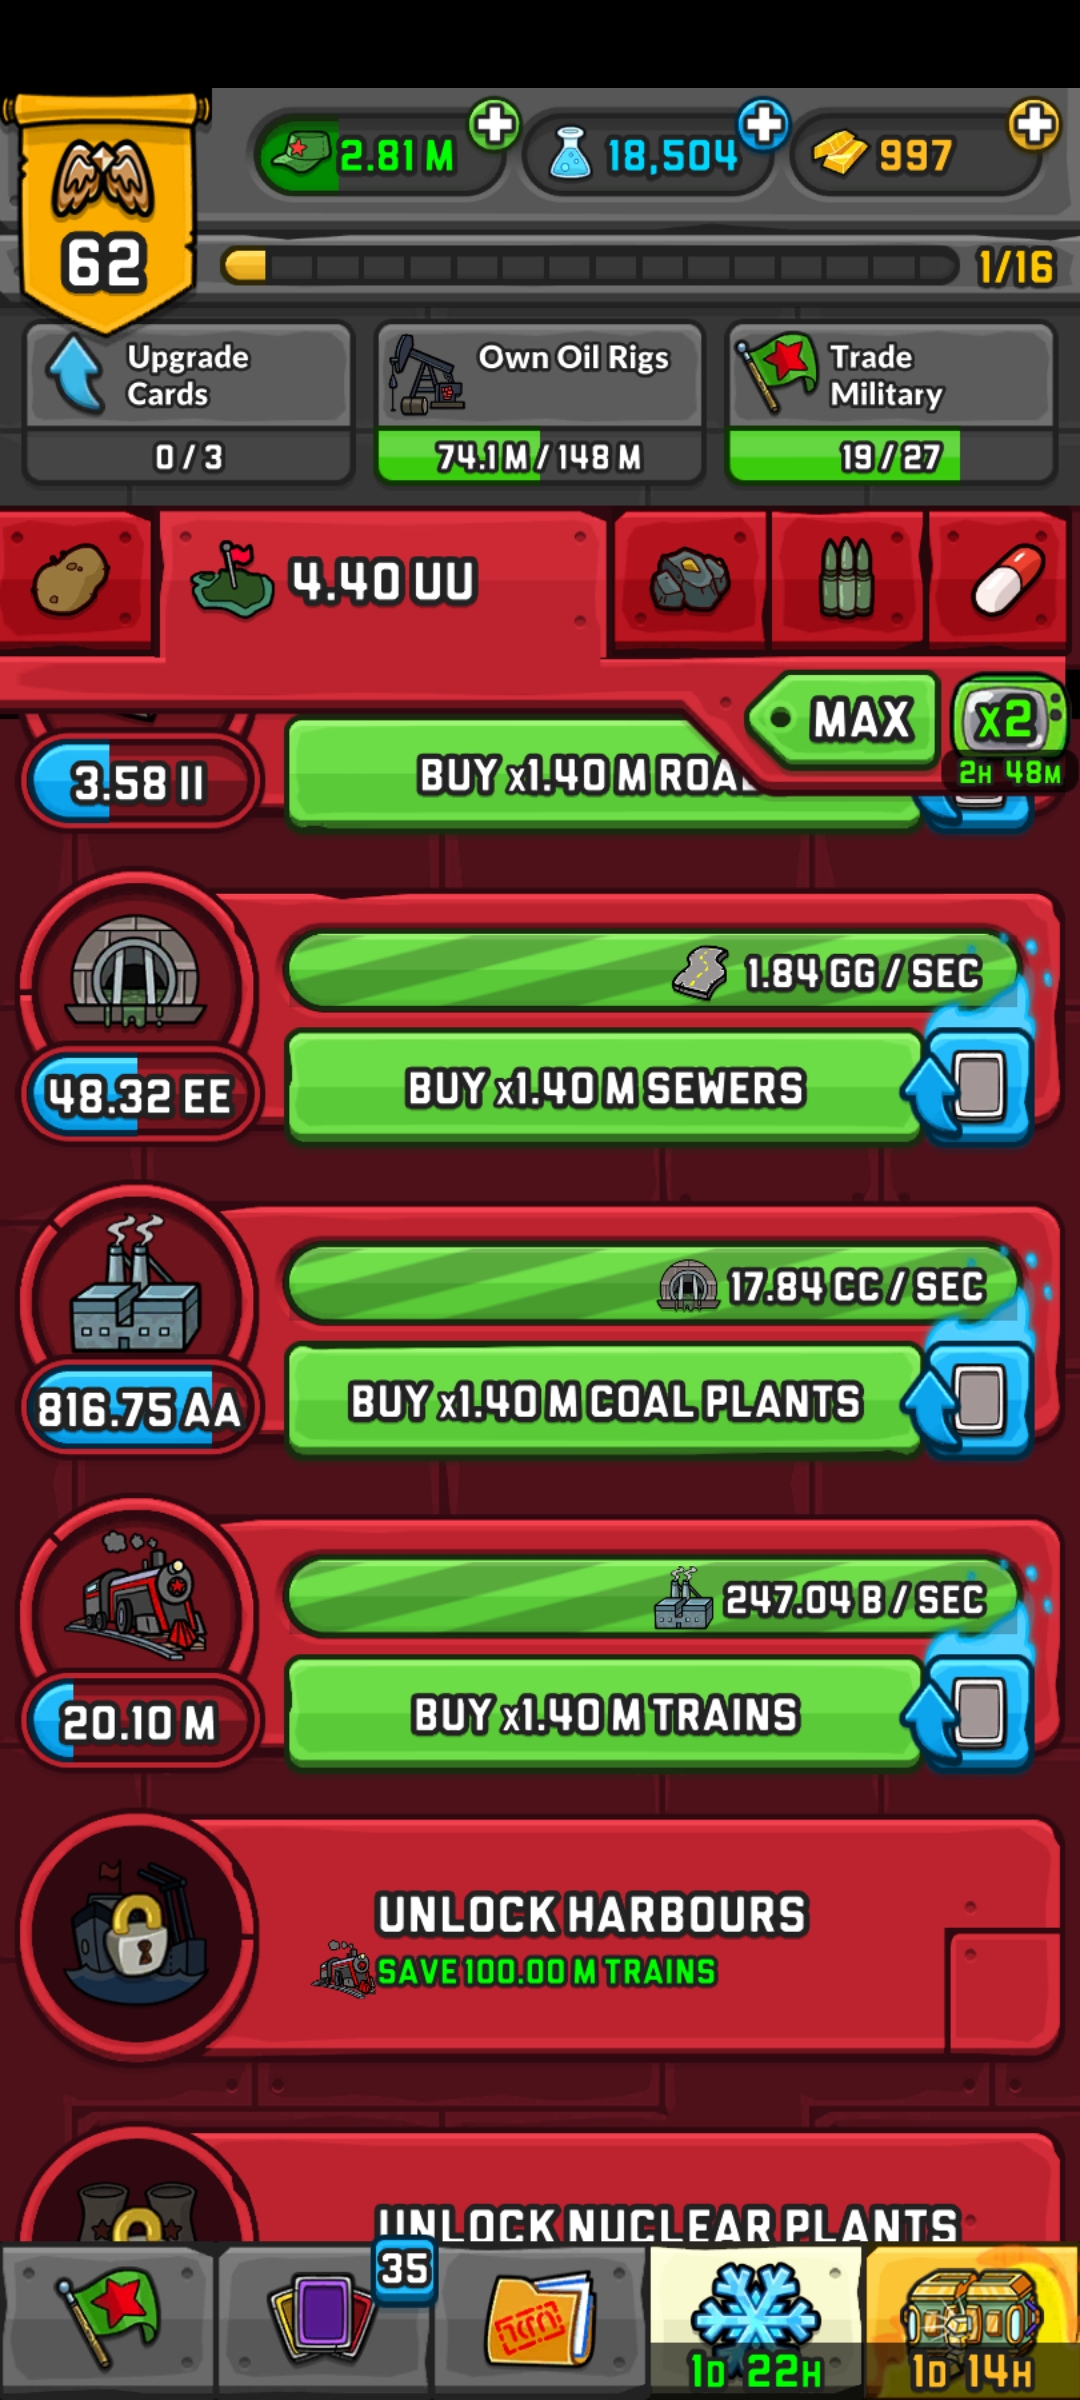 2.81 M
18,504
997
62
1/16
Upgrade
Cards
0 / 3
Own Oil Rigs
74.1 M / 148 M
Trade
Military
19 / 27
4.40 UU
MAX
x2
2H 48M
3.58 II
BUY x1.40 M
48.32 EE
1.84 GG / SEC
BUY x1.40 M SEWERS
816.75 AA
17.84 CC / SEC
BUY x1.40 M COAL PLANTS
20.10 M
247.04 B / SEC
BUY x1.40 M TRAINS
UNLOCK HARBOURS
SAVE 100.00 M TRAINS
UNLOCK NUCLEAR PLANTS
35
1D 22H
1D 14H